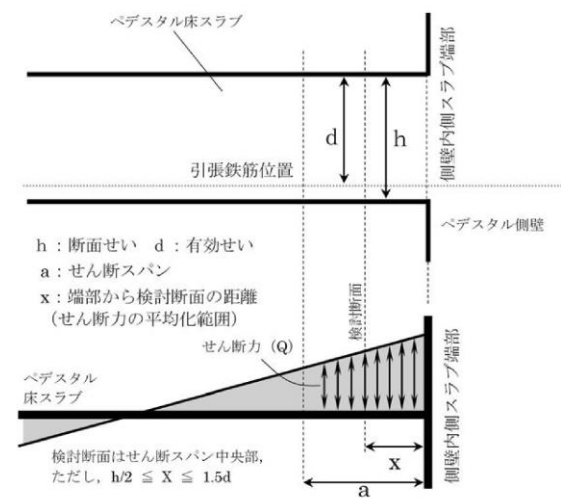 ペデスタル床スラブ
側壁内側スラブ端部
d
h
引張鉄筋位置
ペデスタル側壁
h:断面せい d:有効せい
a:せん断スパン
x:端部から検討断面の距離
(せん断力の平均化範囲)
検討断面
せん断力(Q)
ペデスタル
床スラブ
側壁内側スラブ端部
x
a
検討断面はせん断スパン中央部,
ただし, h/2 ≦ X ≦ 1.5d